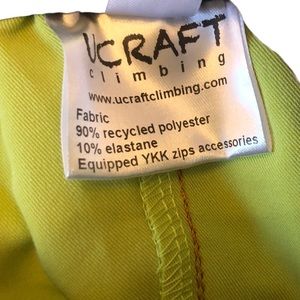 UCRAFT
climbing
www.ucraftclimbing.com
Fabric
90% recycled polyester
10% elastane
Equipped YKK zips accessories